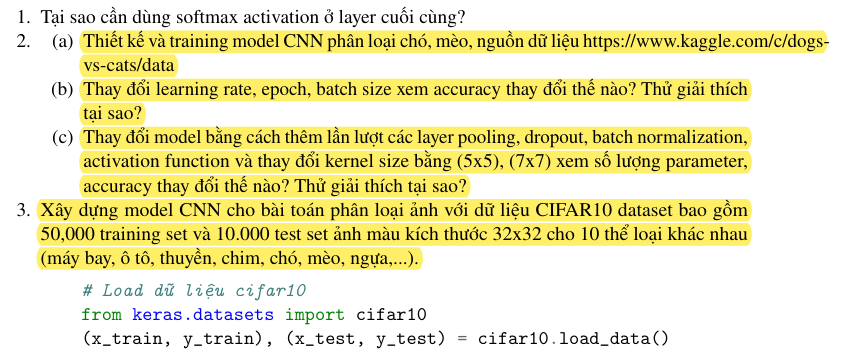 1. Tại sao cần dùng softmax activation ở layer cuối cùng?
2. (a) Thiết kế và training model CNN phân loại chó, mèo, nguồn dữ liệu https://www.kaggle.com/c/dogs-
vs-cats/data
(b) Thay đổi learning rate, epoch, batch size xem accuracy thay đổi thế nào? Thử giải thích
tại sao?
(c) Thay đổi model bằng cách thêm lần lượt các layer pooling, dropout, batch normalization,
activation function và thay đổi kernel size bằng (5x5), (7x7) xem số lượng parameter,
accuracy thay đổi thế nào? Thử giải thích tại sao?
3. Xây dựng model CNN cho bài toán phân loại ảnh với dữ liệu CIFAR10 dataset bao gồm
50,000 training set và 10.000 test set ảnh màu kích thước 32x32 cho 10 thể loại khác nhau
(máy bay, ô tô, thuyền, chim, chó, mèo, ngựa,...).
# Load dữ liệu cifar10
from keras.datasets import cifar10
(x_train, y_train), (x_test, y_test) = cifar10.load_data()